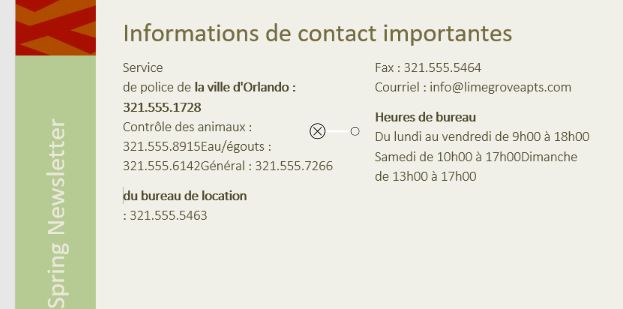 Informations de contact importantes
Service
de police de la ville d'Orlando :
321.555.1728
Contrôle des animaux :
321.555.8915Eau/égouts :
321.555.6142Général : 321.555.7266
du bureau de location
: 321.555.5463
Fax : 321.555.5464
Courriel : info@limegroveapts.com
Heures de bureau
Du lundi au vendredi de 9h00 à 18h00
Samedi de 10h00 à 17h00Dimanche
de 13h00 à 17h00
Spring Newsletter